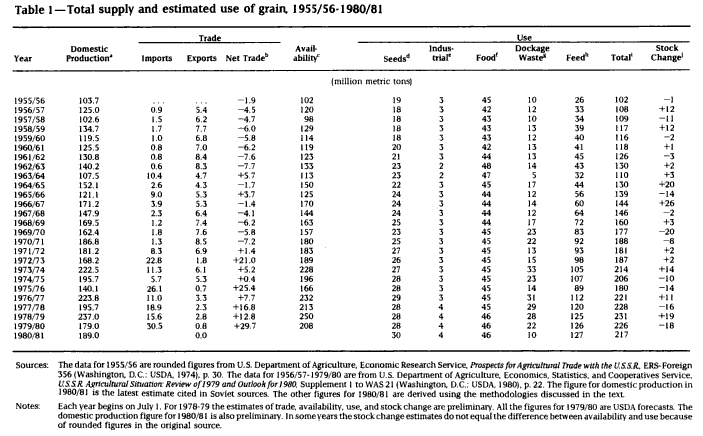 Table 1—Total supply and estimated use of grain, 1955/56-1980/81
Trade Use
Domestic Avail- Indus- Dockage Stock
Year Productionᵃ Imports Exports Net Tradeᵇ abilityᶜ Seedsᵈ trialᵉ Foodᶠ Wasteᵍ Feedʰ Totalⁱ Changeʲ
(million metric tons)
1955/56 103.7 ... ... −1.9 102 19 3 45 10 26 102 −1
1956/57 125.0 0.9 5.4 −4.5 120 18 3 42 12 33 108 +12
1957/58 102.6 1.5 6.2 −4.7 98 18 3 43 10 34 109 −11
1958/59 134.7 1.7 7.7 −6.0 129 18 3 43 13 39 117 +12
1959/60 119.5 1.0 6.8 −5.8 114 18 3 43 12 40 116 −2
1960/61 125.5 0.8 7.0 −6.2 119 20 3 42 13 41 118 +1
1961/62 130.8 0.8 8.4 −7.6 123 21 3 44 13 45 126 −3
1962/63 140.2 0.6 8.3 −7.7 133 23 2 48 14 43 130 +2
1963/64 107.5 10.4 4.7 +5.7 113 23 2 47 5 32 110 +3
1964/65 152.1 2.6 4.3 −1.7 150 22 3 45 17 44 130 +20
1965/66 121.1 9.0 5.3 +3.7 125 24 3 44 12 56 139 −14
1966/67 171.2 3.9 5.3 −1.4 170 24 3 44 14 60 144 +26
1967/68 147.9 2.3 6.4 −4.1 144 24 3 44 12 64 146 −2
1968/69 169.5 1.2 7.4 −6.2 163 25 3 44 17 72 160 +3
1969/70 162.4 1.8 7.6 −5.8 157 23 3 45 23 83 177 −20
1970/71 186.8 1.3 8.5 −7.2 180 25 3 45 22 92 188 −8
1971/72 181.2 8.3 6.9 +1.4 183 27 3 45 13 93 181 +2
1972/73 168.2 22.8 1.8 +21.0 189 26 3 45 15 98 187 +2
1973/74 222.5 11.3 6.1 +5.2 228 27 3 45 33 105 214 +14
1974/75 195.7 5.7 5.3 +0.4 196 28 3 45 23 107 206 −10
1975/76 140.1 26.1 0.7 +25.4 166 28 3 45 14 89 180 −14
1976/77 223.8 11.0 3.3 +7.7 232 29 3 45 31 112 221 +11
1977/78 195.7 18.9 2.3 +16.8 213 28 4 45 29 120 228 −16
1978/79 237.0 15.6 2.8 +12.8 250 28 4 46 28 125 231 +19
1979/80 179.0 30.5 0.8 +29.7 208 28 4 46 22 126 226 −18
1980/81 189.0 0.0 30 4 46 10 127 217
Sources: The data for 1955/56 are rounded figures from U.S. Department of Agriculture, Economic Research Service, Prospects for Agricultural Trade with the U.S.S.R., ERS-Foreign
356 (Washington, D.C.: USDA, 1974), p. 30. The data for 1956/57-1979/80 are from U.S. Department of Agriculture, Economics, Statistics, and Cooperatives Service,
U.S.S.R. Agricultural Situation: Review of 1979 and Outlook for 1980, Supplement 1 to WAS 21 (Washington, D.C.: USDA, 1980), p. 22. The figure for domestic production in
1980/81 is the latest estimate cited in Soviet sources. The other figures for 1980/81 are derived using the methodologies discussed in the text.
Notes: Each year begins on July 1. For 1978-79 the estimates of trade, availability, use, and stock change are preliminary. All the figures for 1979/80 are USDA forecasts. The
domestic production figure for 1980/81 is also preliminary. In some years the stock change estimates do not equal the difference between availability and use because
of rounded figures in the original source.